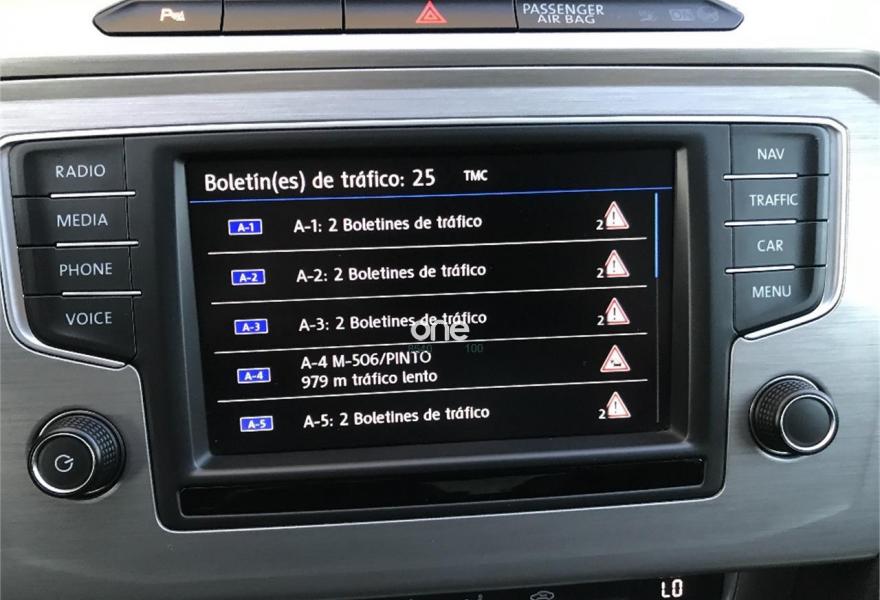 PASSENGER
AIR BAG
ON
RADIO
MEDIA
PHONE
VOICE
Boletín(es) de tráfico: 25 TMC
A-1 A-1: 2 Boletines de tráfico 2
A-2 A-2: 2 Boletines de tráfico 2
A-3 A-3: 2 Boletines de tráfico 2
one
A-4 A-4 M-506/PINTO
979 m tráfico lento
A-5 A-5: 2 Boletines de tráfico 2
NAV
TRAFFIC
CAR
MENU
LO